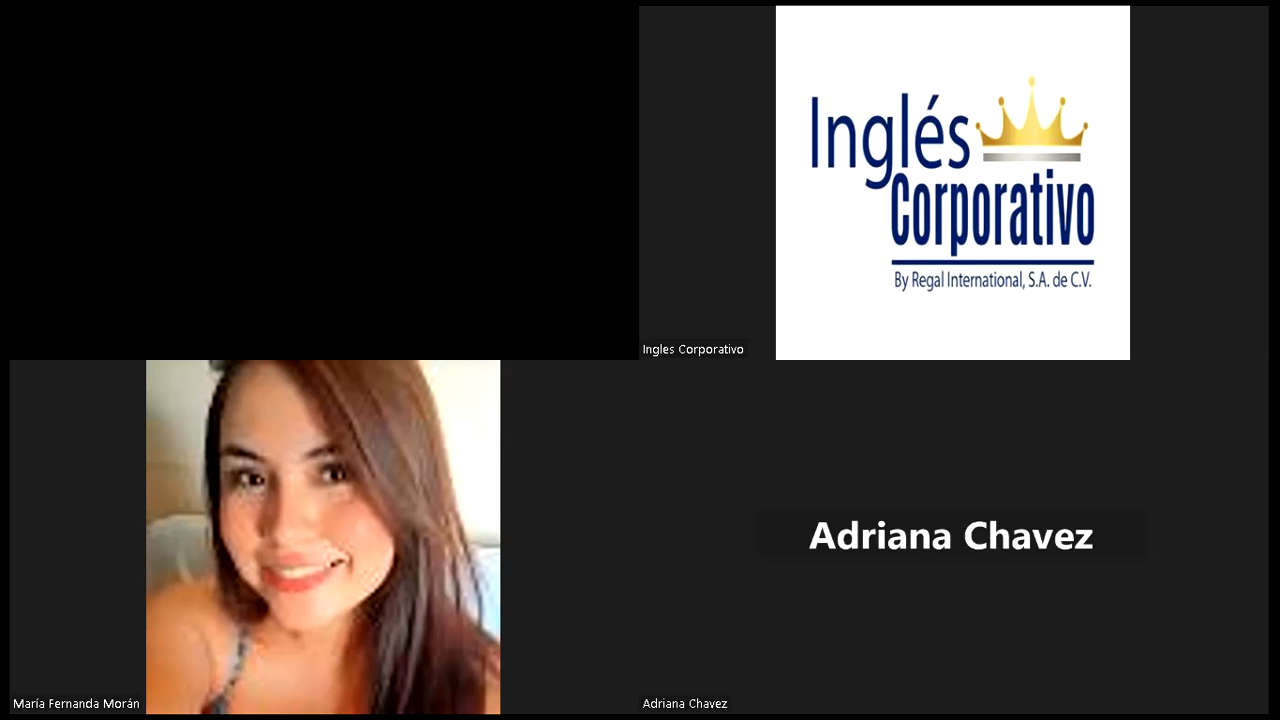 Inglés
Corporativo
By Regal International, S.A. de C.V.
Ingles Corporativo
Adriana Chavez
María Fernanda Morán
Adriana Chavez